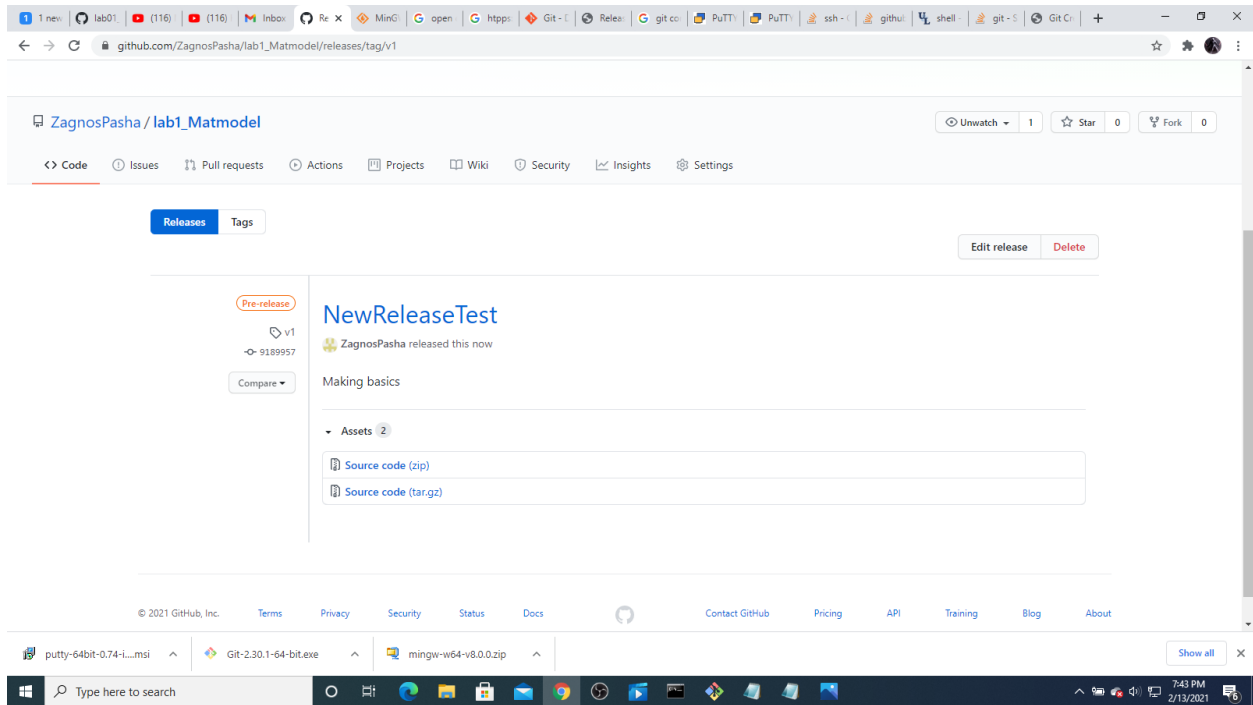 1 new lab01_ (116) (116) Inbox Re MinG open htpps Git - Releas git co PuTTY PuTTY ssh - github shell - git - S Git Cr
github.com/ZagnosPasha/lab1_Matmodel/releases/tag/v1
ZagnosPasha / lab1_Matmodel
Unwatch 1 Star 0 Fork 0
Code Issues Pull requests Actions Projects Wiki Security Insights Settings
Releases Tags
Edit release Delete
Pre-release
NewReleaseTest
v1
ZagnosPasha released this now
9189957
Compare
Making basics
Assets 2
Source code (zip)
Source code (tar.gz)
© 2021 GitHub, Inc. Terms Privacy Security Status Docs Contact GitHub Pricing API Training Blog About
putty-64bit-0.74-i....msi Git-2.30.1-64-bit.exe mingw-w64-v8.0.0.zip Show all
Type here to search
7:43 PM
2/13/2021
6